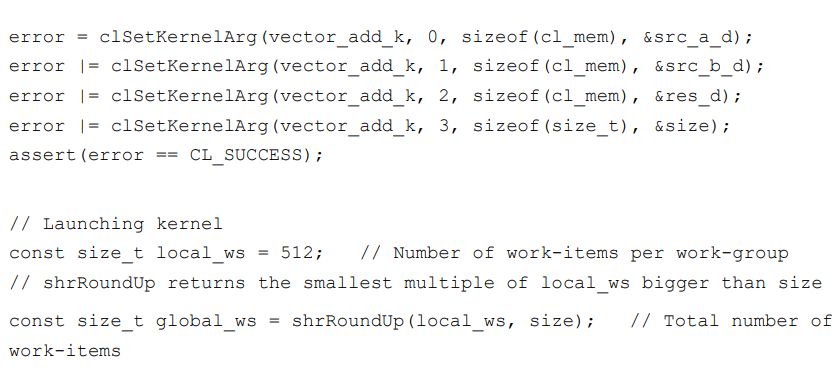 error = clSetKernelArg(vector_add_k, 0, sizeof(cl_mem), &src_a_d);
error |= clSetKernelArg(vector_add_k, 1, sizeof(cl_mem), &src_b_d);
error |= clSetKernelArg(vector_add_k, 2, sizeof(cl_mem), &res_d);
error |= clSetKernelArg(vector_add_k, 3, sizeof(size_t), &size);
assert(error == CL_SUCCESS);
// Launching kernel
const size_t local_ws = 512;   // Number of work-items per work-group
// shrRoundUp returns the smallest multiple of local_ws bigger than size
const size_t global_ws = shrRoundUp(local_ws, size);   // Total number of
work-items